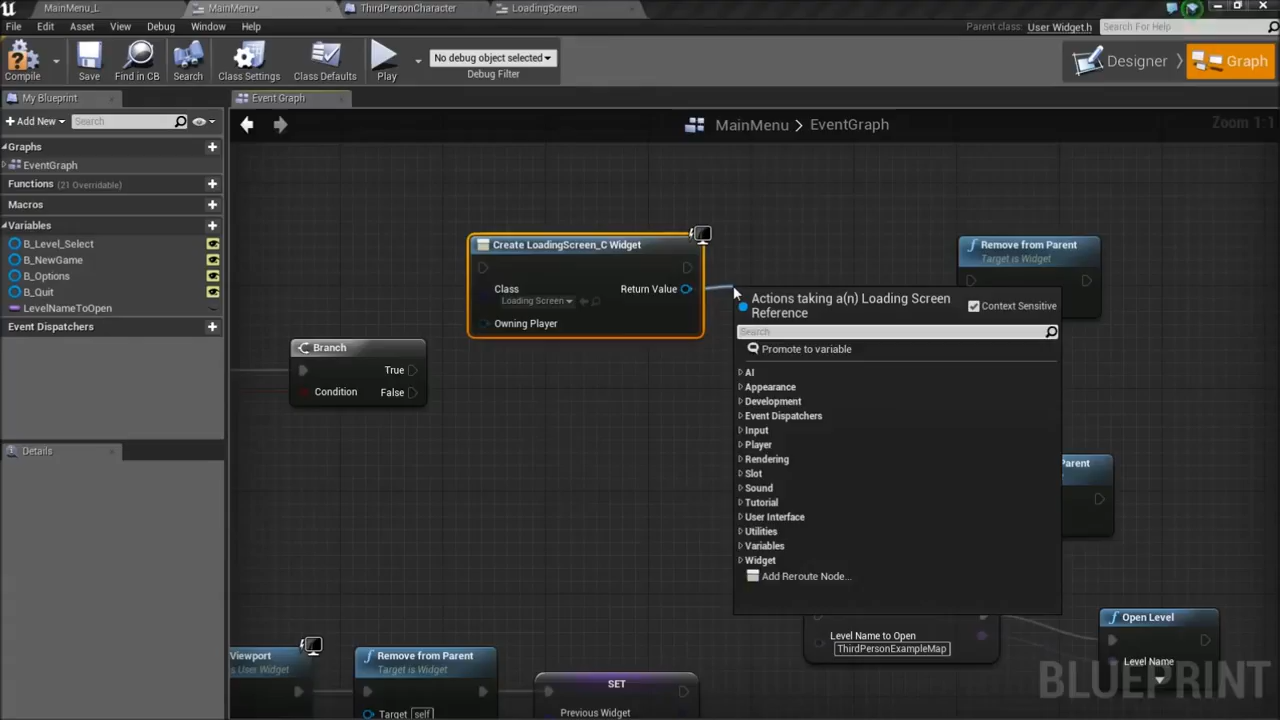 MainMenu_L
MainMenu*
ThirdPersonCharacter
LoadingScreen
File Edit Asset View Debug Window Help
Parent class: User Widget.h
Search For Help
Compile
Save
Find in CB
Search
Class Settings
Class Defaults
Play
No debug object selected
Debug Filter
Designer
Graph
My Blueprint
Event Graph
Add New
Search
MainMenu > EventGraph
Zoom 1:1
Graphs
EventGraph
Functions (21 Overridable)
Macros
Variables
B_Level_Select
B_NewGame
B_Options
B_Quit
LevelNameToOpen
Event Dispatchers
Details
Create LoadingScreen_C Widget
Class
Loading Screen
Return Value
Owning Player
Remove from Parent
Target is Widget
Branch
True
Condition
False
Actions taking a(n) Loading Screen
Reference
Context Sensitive
Search
Promote to variable
AI
Appearance
Development
Event Dispatchers
Input
Player
Rendering
Slot
Sound
Tutorial
User Interface
Utilities
Variables
Widget
Add Reroute Node...
Parent
Level Name to Open
ThirdPersonExampleMap
Open Level
Level Name
Viewport
s User Widget
Remove from Parent
Target is Widget
Target self
SET
Previous Widget
BLUEPRINT